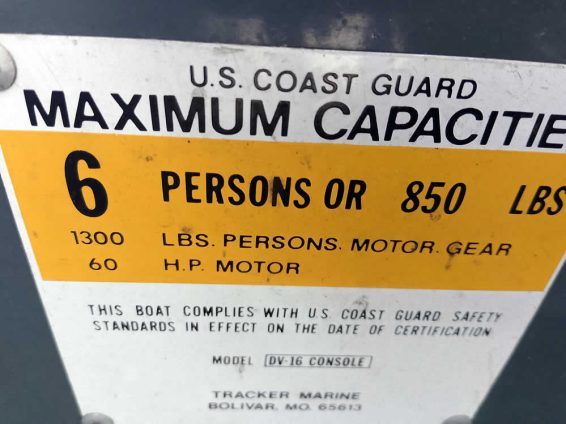 U.S. COAST GUARD
MAXIMUM CAPACITIE
6 PERSONS OR 850 LBS
1300 LBS. PERSONS. MOTOR. GEAR
60 H.P. MOTOR
THIS BOAT COMPLIES WITH U.S. COAST GUARD SAFETY
STANDARDS IN EFFECT ON THE DATE OF CERTIFICATION
MODEL DV-16 CONSOLE
TRACKER MARINE
BOLIVAR, MO. 65613